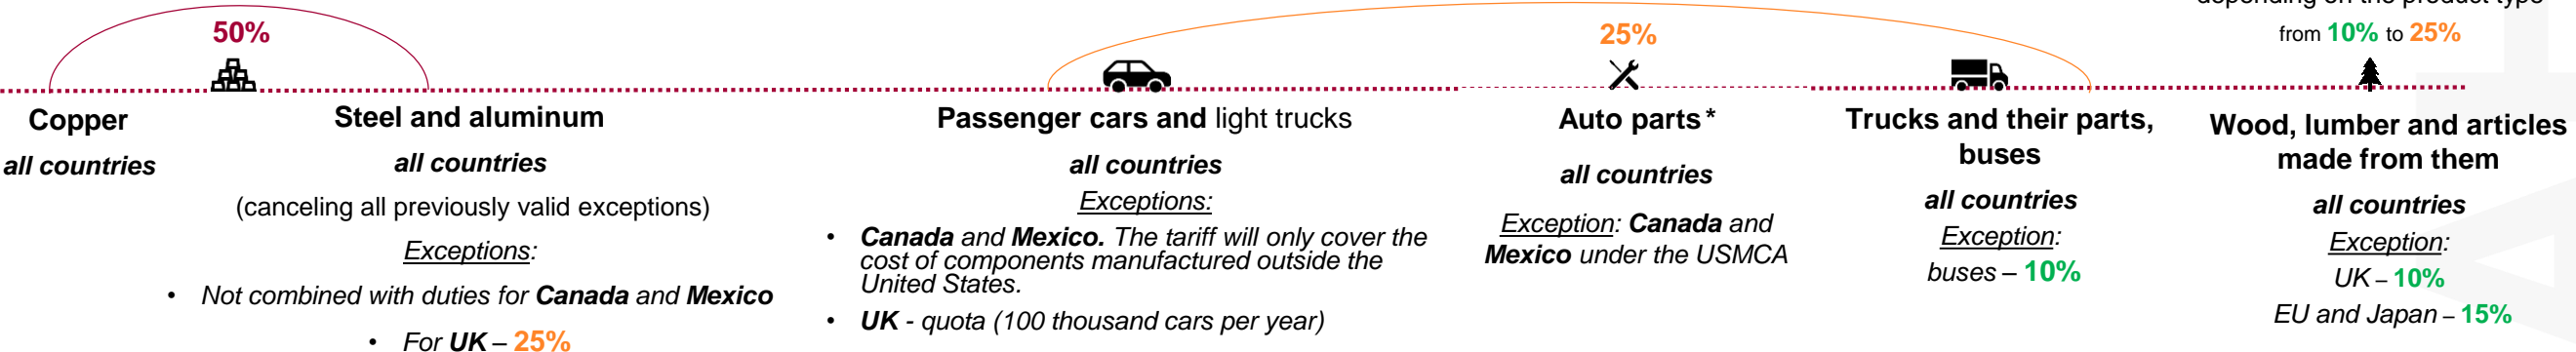 depending on the product type
from 10% to 25%
50%
25%
Copper
all countries
Steel and aluminum
all countries
(canceling all previously valid exceptions)
Exceptions:
• Not combined with duties for Canada and Mexico
• For UK – 25%
Passenger cars and light trucks
all countries
Exceptions:
• Canada and Mexico. The tariff will only cover the
cost of components manufactured outside the
United States.
• UK - quota (100 thousand cars per year)
Auto parts*
all countries
Exception: Canada and
Mexico under the USMCA
Trucks and their parts,
buses
all countries
Exception:
buses – 10%
Wood, lumber and articles
made from them
all countries
Exception:
UK – 10%
EU and Japan – 15%